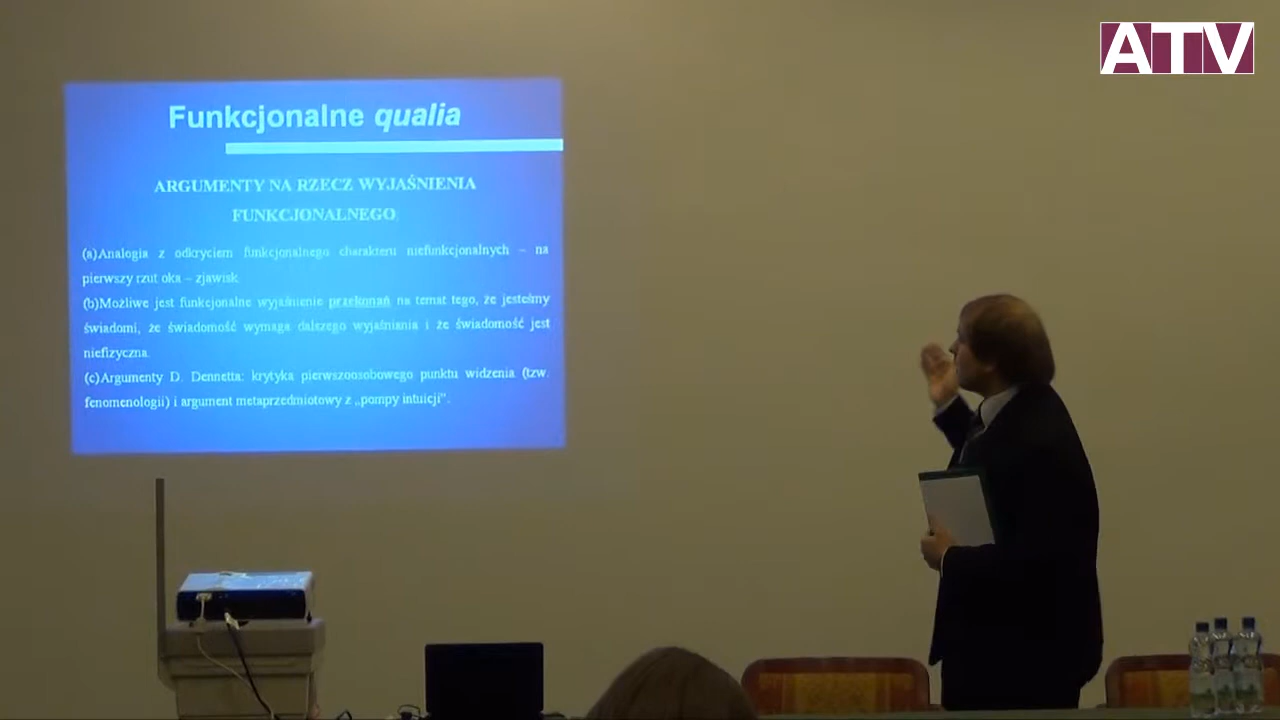 ATV
Funkcjonalne qualia
ARGUMENTY NA RZECZ WYJAŚNIENIA
FUNKCJONALNEGO
(a)Analogia z odkryciem funkcjonalnego charakteru niefunkcjonalnych – na
pierwszy rzut oka – zjawisk.
(b)Możliwe jest funkcjonalne wyjaśnienie przekonań na temat tego, że jesteśmy
świadomi, że świadomość wymaga dalszego wyjaśniania i że świadomość jest
niefizyczna.
(c)Argumenty D. Dennetta: krytyka pierwszoosobowego punktu widzenia (tzw.
fenomenologii) i argument metaprzedmiotowy z „pompy intuicji”.